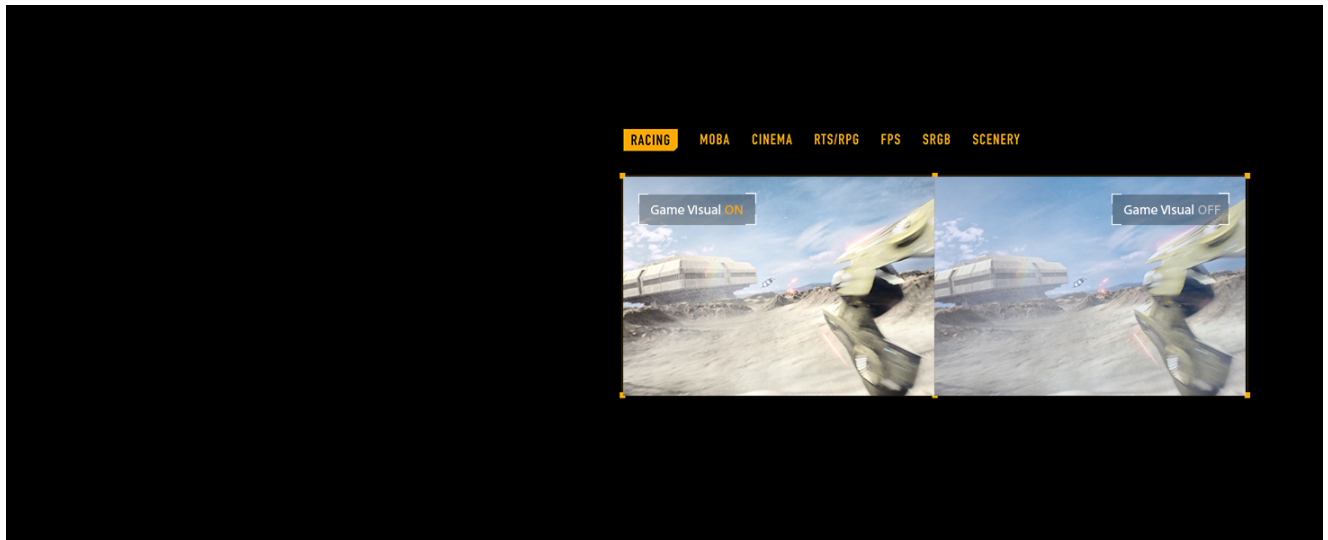 RACING MOBA CINEMA RTS/RPG FPS SRGB SCENERY
Game Visual ON
Game Visual OFF